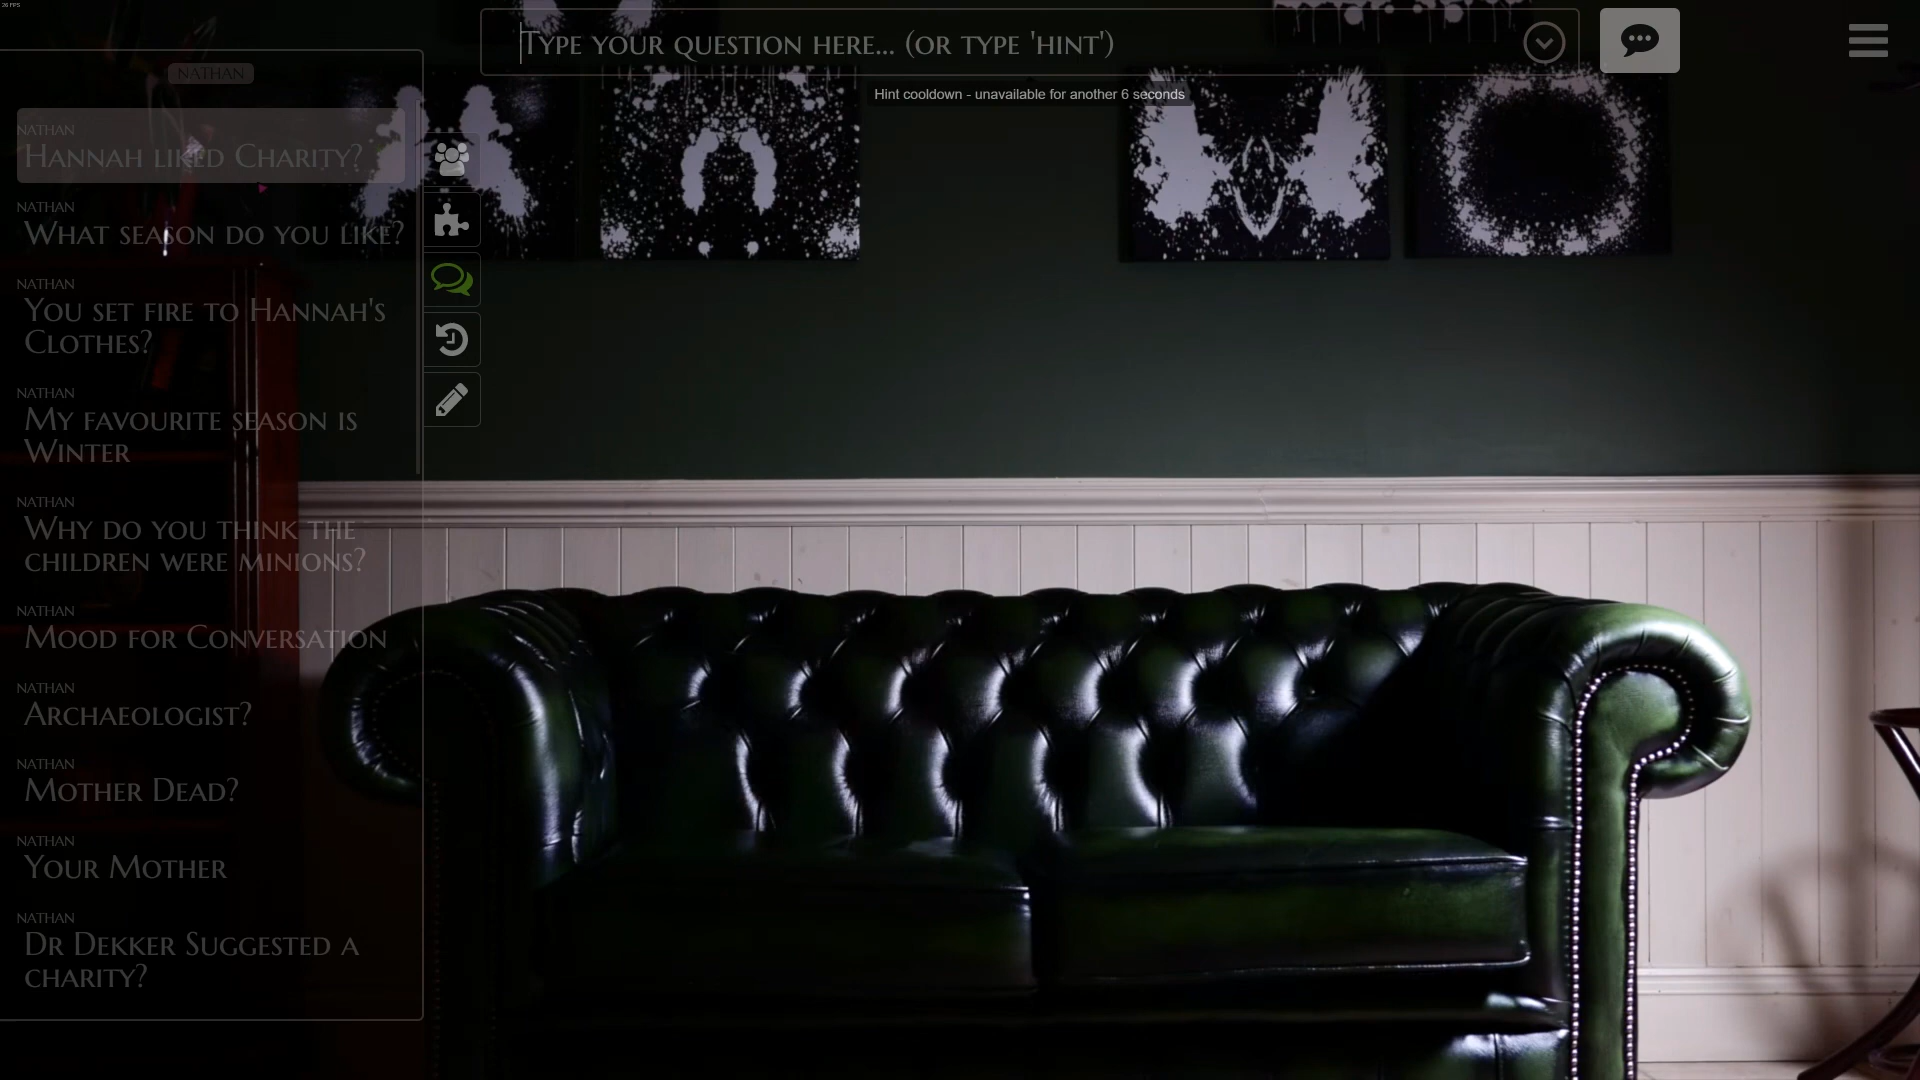 26 FPS
Type your question here... (or type 'hint')
Hint cooldown - unavailable for another 6 seconds
NATHAN
NATHAN
Hannah liked Charity?
NATHAN
What season do you like?
NATHAN
You set fire to Hannah's
Clothes?
NATHAN
My favourite season is
Winter
NATHAN
Why do you think the
children were minions?
NATHAN
Mood for Conversation
NATHAN
Archaeologist?
NATHAN
Mother Dead?
NATHAN
Your Mother
NATHAN
Dr Dekker Suggested a
charity?